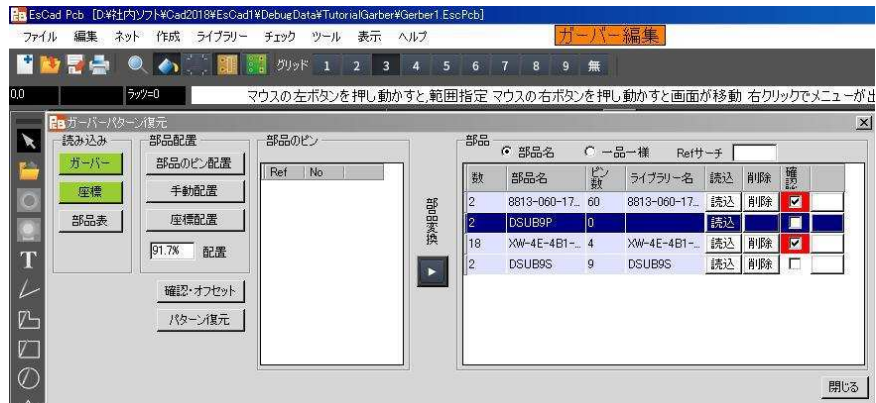 EsCad Pcb [D:¥社内ソフト¥Cad2018¥EsCad1¥DebugData¥TutorialGarber¥Gerber1.EscPcb]
ファイル 編集 ネット 作成 ライブラリー チェック ツール 表示 ヘルプ ガーバー編集
グリッド 1 2 3 4 5 6 7 8 9 無
0,0 ラッツ=0 マウスの左ボタンを押し動かすと,範囲指定 マウスの右ボタンを押し動かすと画面が移動 右クリックでメニューが出
ガーバーパターン復元
読み込み 部品配置 部品のピン 部品
部品名 一品一様 Refサーチ
ガーバー 部品のピン配置 Ref No 数 部品名 ピン数 ライブラリー名 読込 削除 確認
座標 手動配置 2 8813-060-17... 60 8813-060-17... 読込 削除
部品表 座標配置 部品変換 2 DSUB9P 0 読込 削除
91.7% 配置 18 XW-4E-4B1-... 4 XW-4E-4B1-... 読込 削除
2 DSUB9S 9 DSUB9S 読込 削除
確認・オフセット
パターン復元
T
閉じる